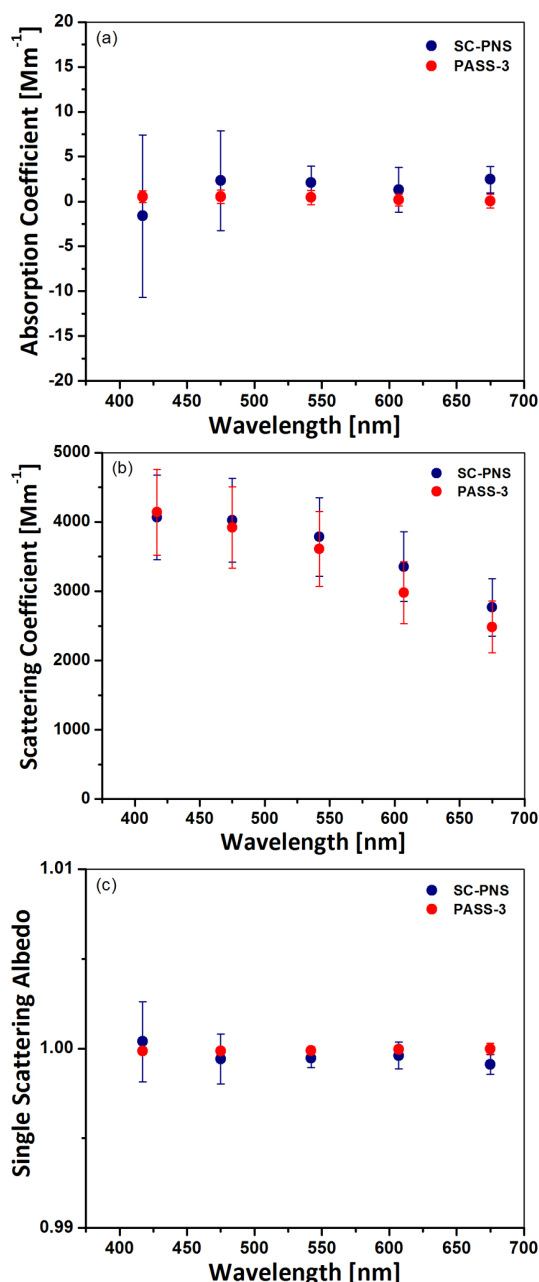 (a)
SC-PNS
PASS-3
Absorption Coefficient [Mm⁻¹]
20
15
10
5
0
-5
-10
-15
-20
400 450 500 550 600 650 700
Wavelength [nm]
(b)
SC-PNS
PASS-3
Scattering Coefficient [Mm⁻¹]
5000
4000
3000
2000
1000
0
400 450 500 550 600 650 700
Wavelength [nm]
(c)
SC-PNS
PASS-3
Single Scattering Albedo
1.01
1.00
0.99
400 450 500 550 600 650 700
Wavelength [nm]